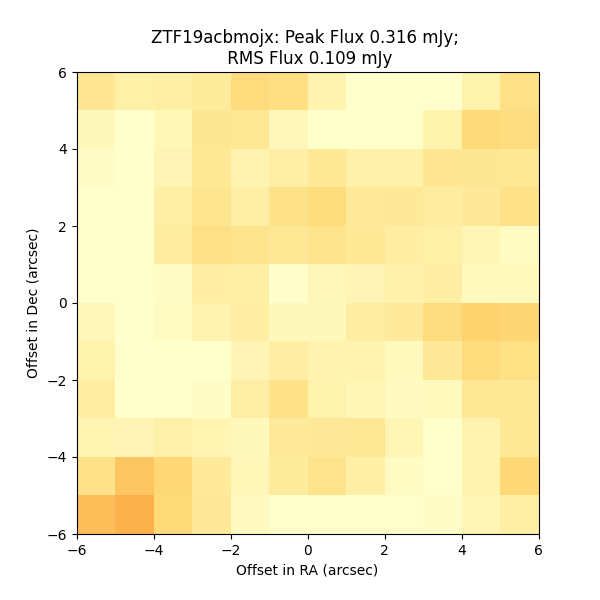 ZTF19acbmojx: Peak Flux 0.316 mJy;
RMS Flux 0.109 mJy
6
4
2
0
−2
−4
−6
Offset in Dec (arcsec)
−6 −4 −2 0 2 4 6
Offset in RA (arcsec)